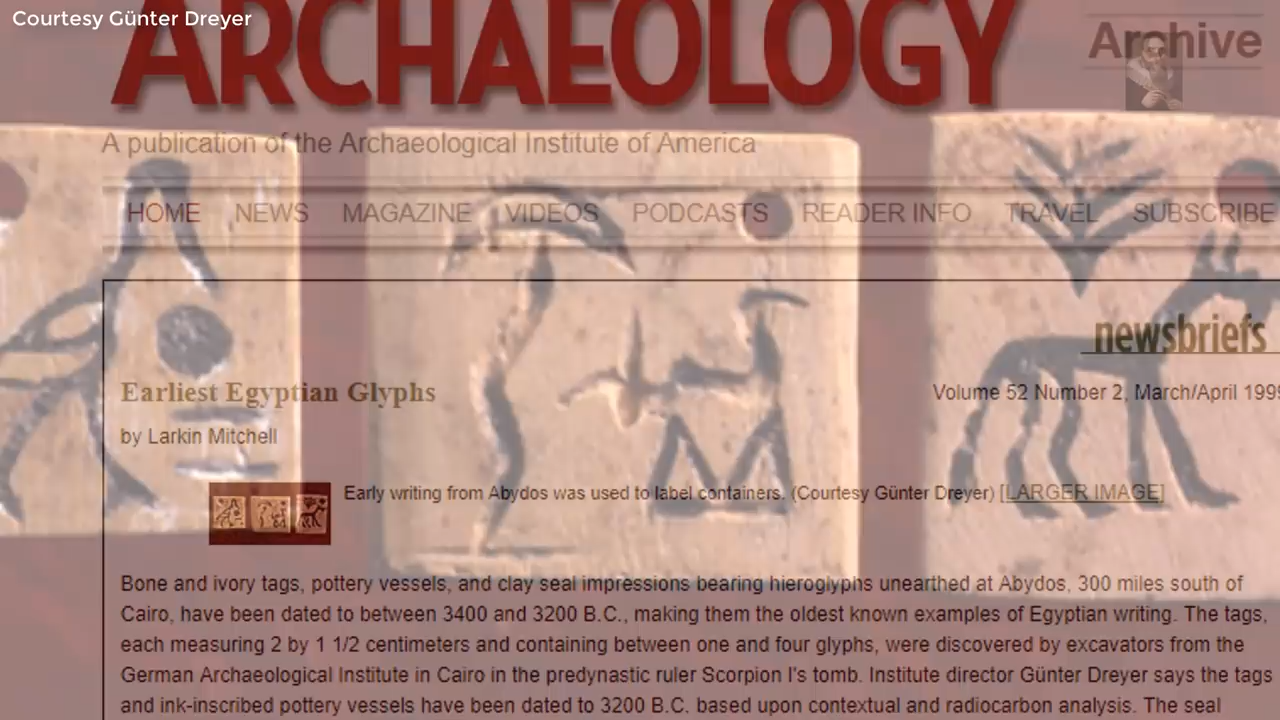 Courtesy Günter Dreyer
ARCHAEOLOGY
Archive
A publication of the Archaeological Institute of America
HOME NEWS MAGAZINE VIDEOS PODCASTS READER INFO TRAVEL SUBSCRIBE
newsbriefs
Earliest Egyptian Glyphs
Volume 52 Number 2, March/April 1999
by Larkin Mitchell
Early writing from Abydos was used to label containers. (Courtesy Günter Dreyer) [LARGER IMAGE]
Bone and ivory tags, pottery vessels, and clay seal impressions bearing hieroglyphs unearthed at Abydos, 300 miles south of
Cairo, have been dated to between 3400 and 3200 B.C., making them the oldest known examples of Egyptian writing. The tags,
each measuring 2 by 1 1/2 centimeters and containing between one and four glyphs, were discovered by excavators from the
German Archaeological Institute in Cairo in the predynastic ruler Scorpion I's tomb. Institute director Günter Dreyer says the tags
and ink-inscribed pottery vessels have been dated to 3200 B.C. based upon contextual and radiocarbon analysis. The seal